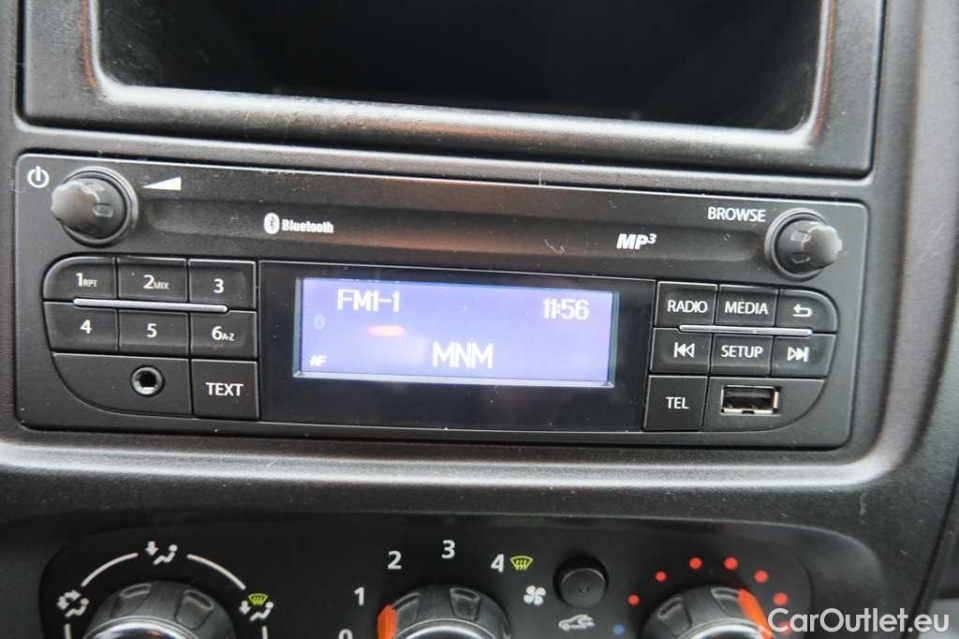 BROWSE
Bluetooth
MP3
1RPT 2MIX 3
FM1-1 11:56
RADIO MEDIA
4 5 6A-Z
MNM
SETUP
AF
TEXT
TEL
0 1 2 3 4
CarOutlet.eu